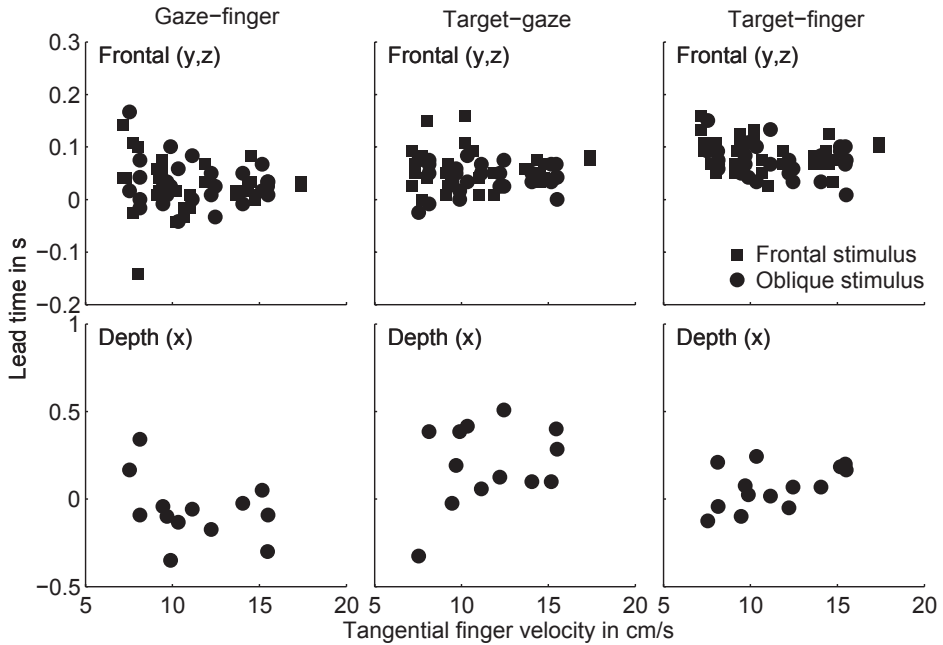 Gaze−finger Target−gaze Target−finger
0.3
Frontal (y,z) Frontal (y,z) Frontal (y,z)
0.2
0.1
0
−0.1
−0.2
Frontal stimulus
Oblique stimulus
Lead time in s
1
Depth (x) Depth (x) Depth (x)
0.5
0
−0.5
5 10 15 20 5 10 15 20 5 10 15 20
Tangential finger velocity in cm/s